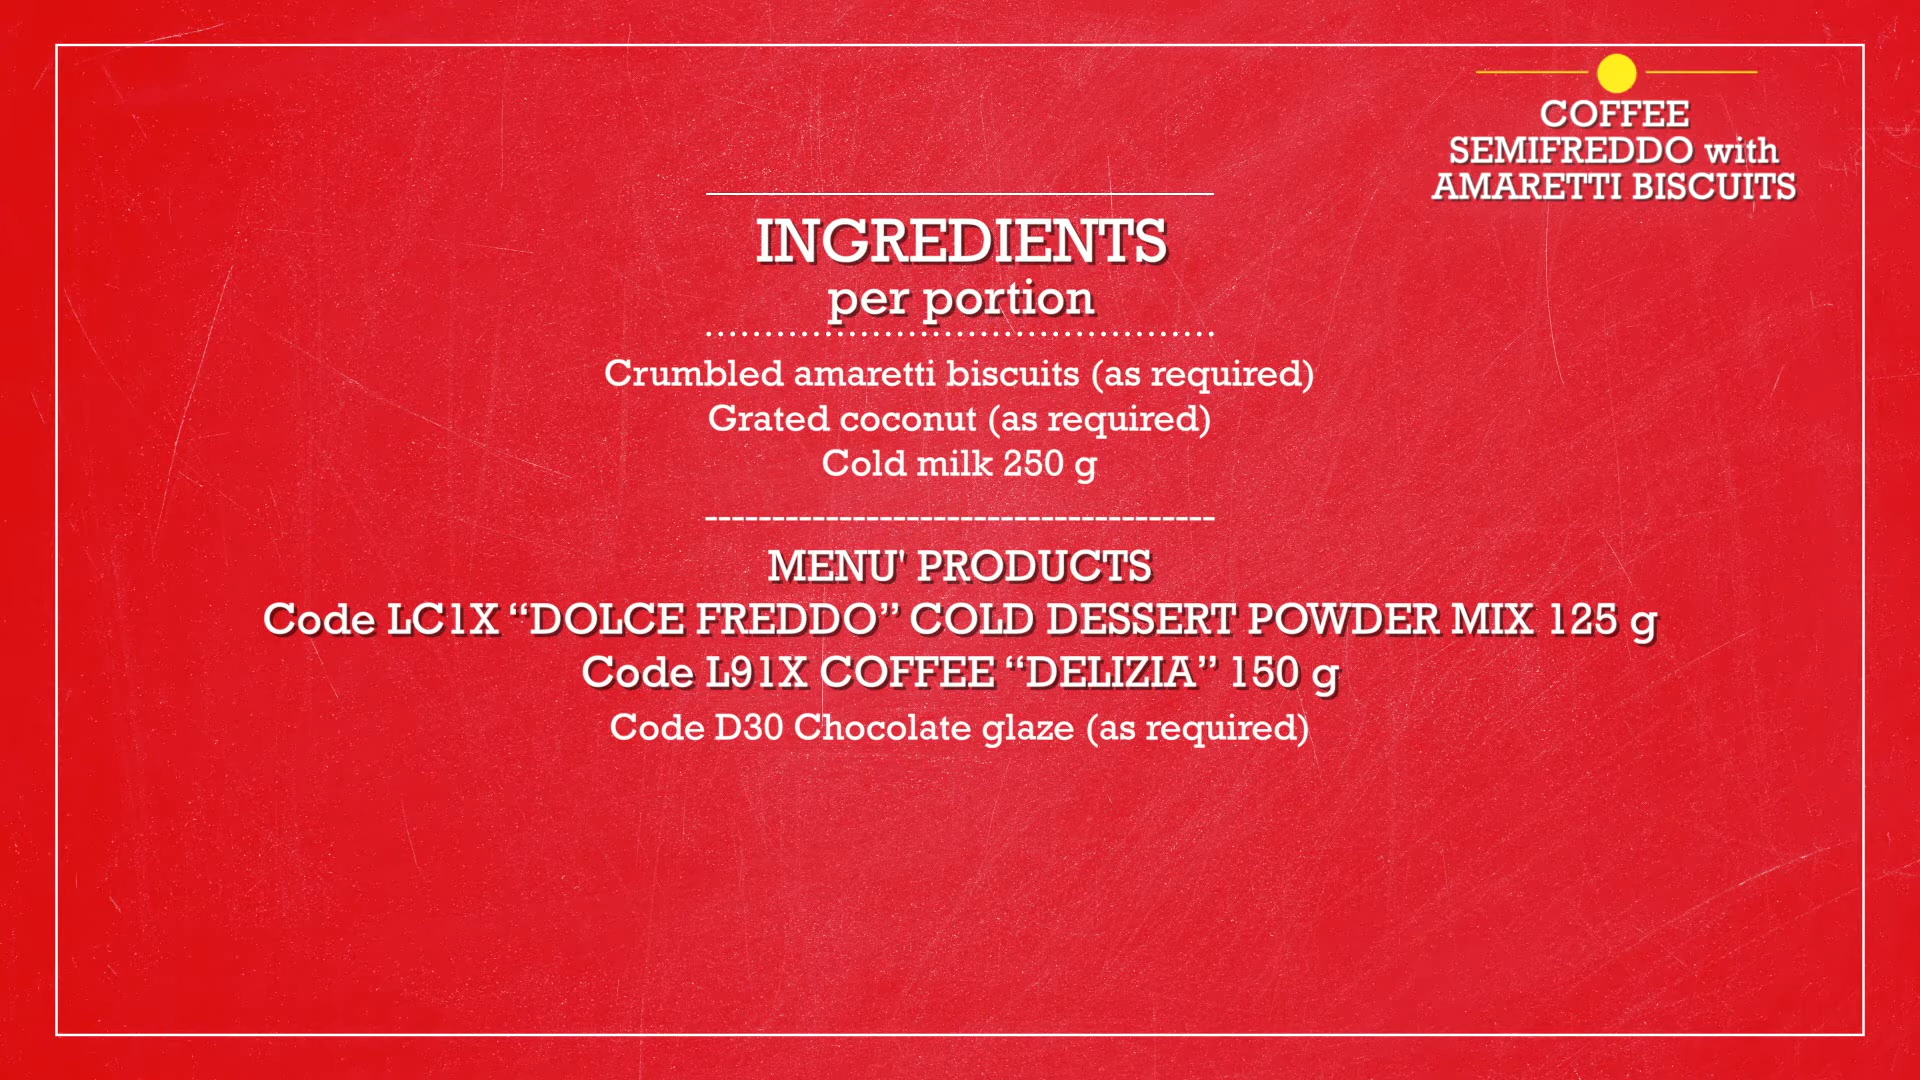 COFFEE
SEMIFREDDO with
AMARETTI BISCUITS
INGREDIENTS
per portion
Crumbled amaretti biscuits (as required)
Grated coconut (as required)
Cold milk 250 g
MENU' PRODUCTS
Code LC1X “DOLCE FREDDO” COLD DESSERT POWDER MIX 125 g
Code L91X COFFEE “DELIZIA” 150 g
Code D30 Chocolate glaze (as required)